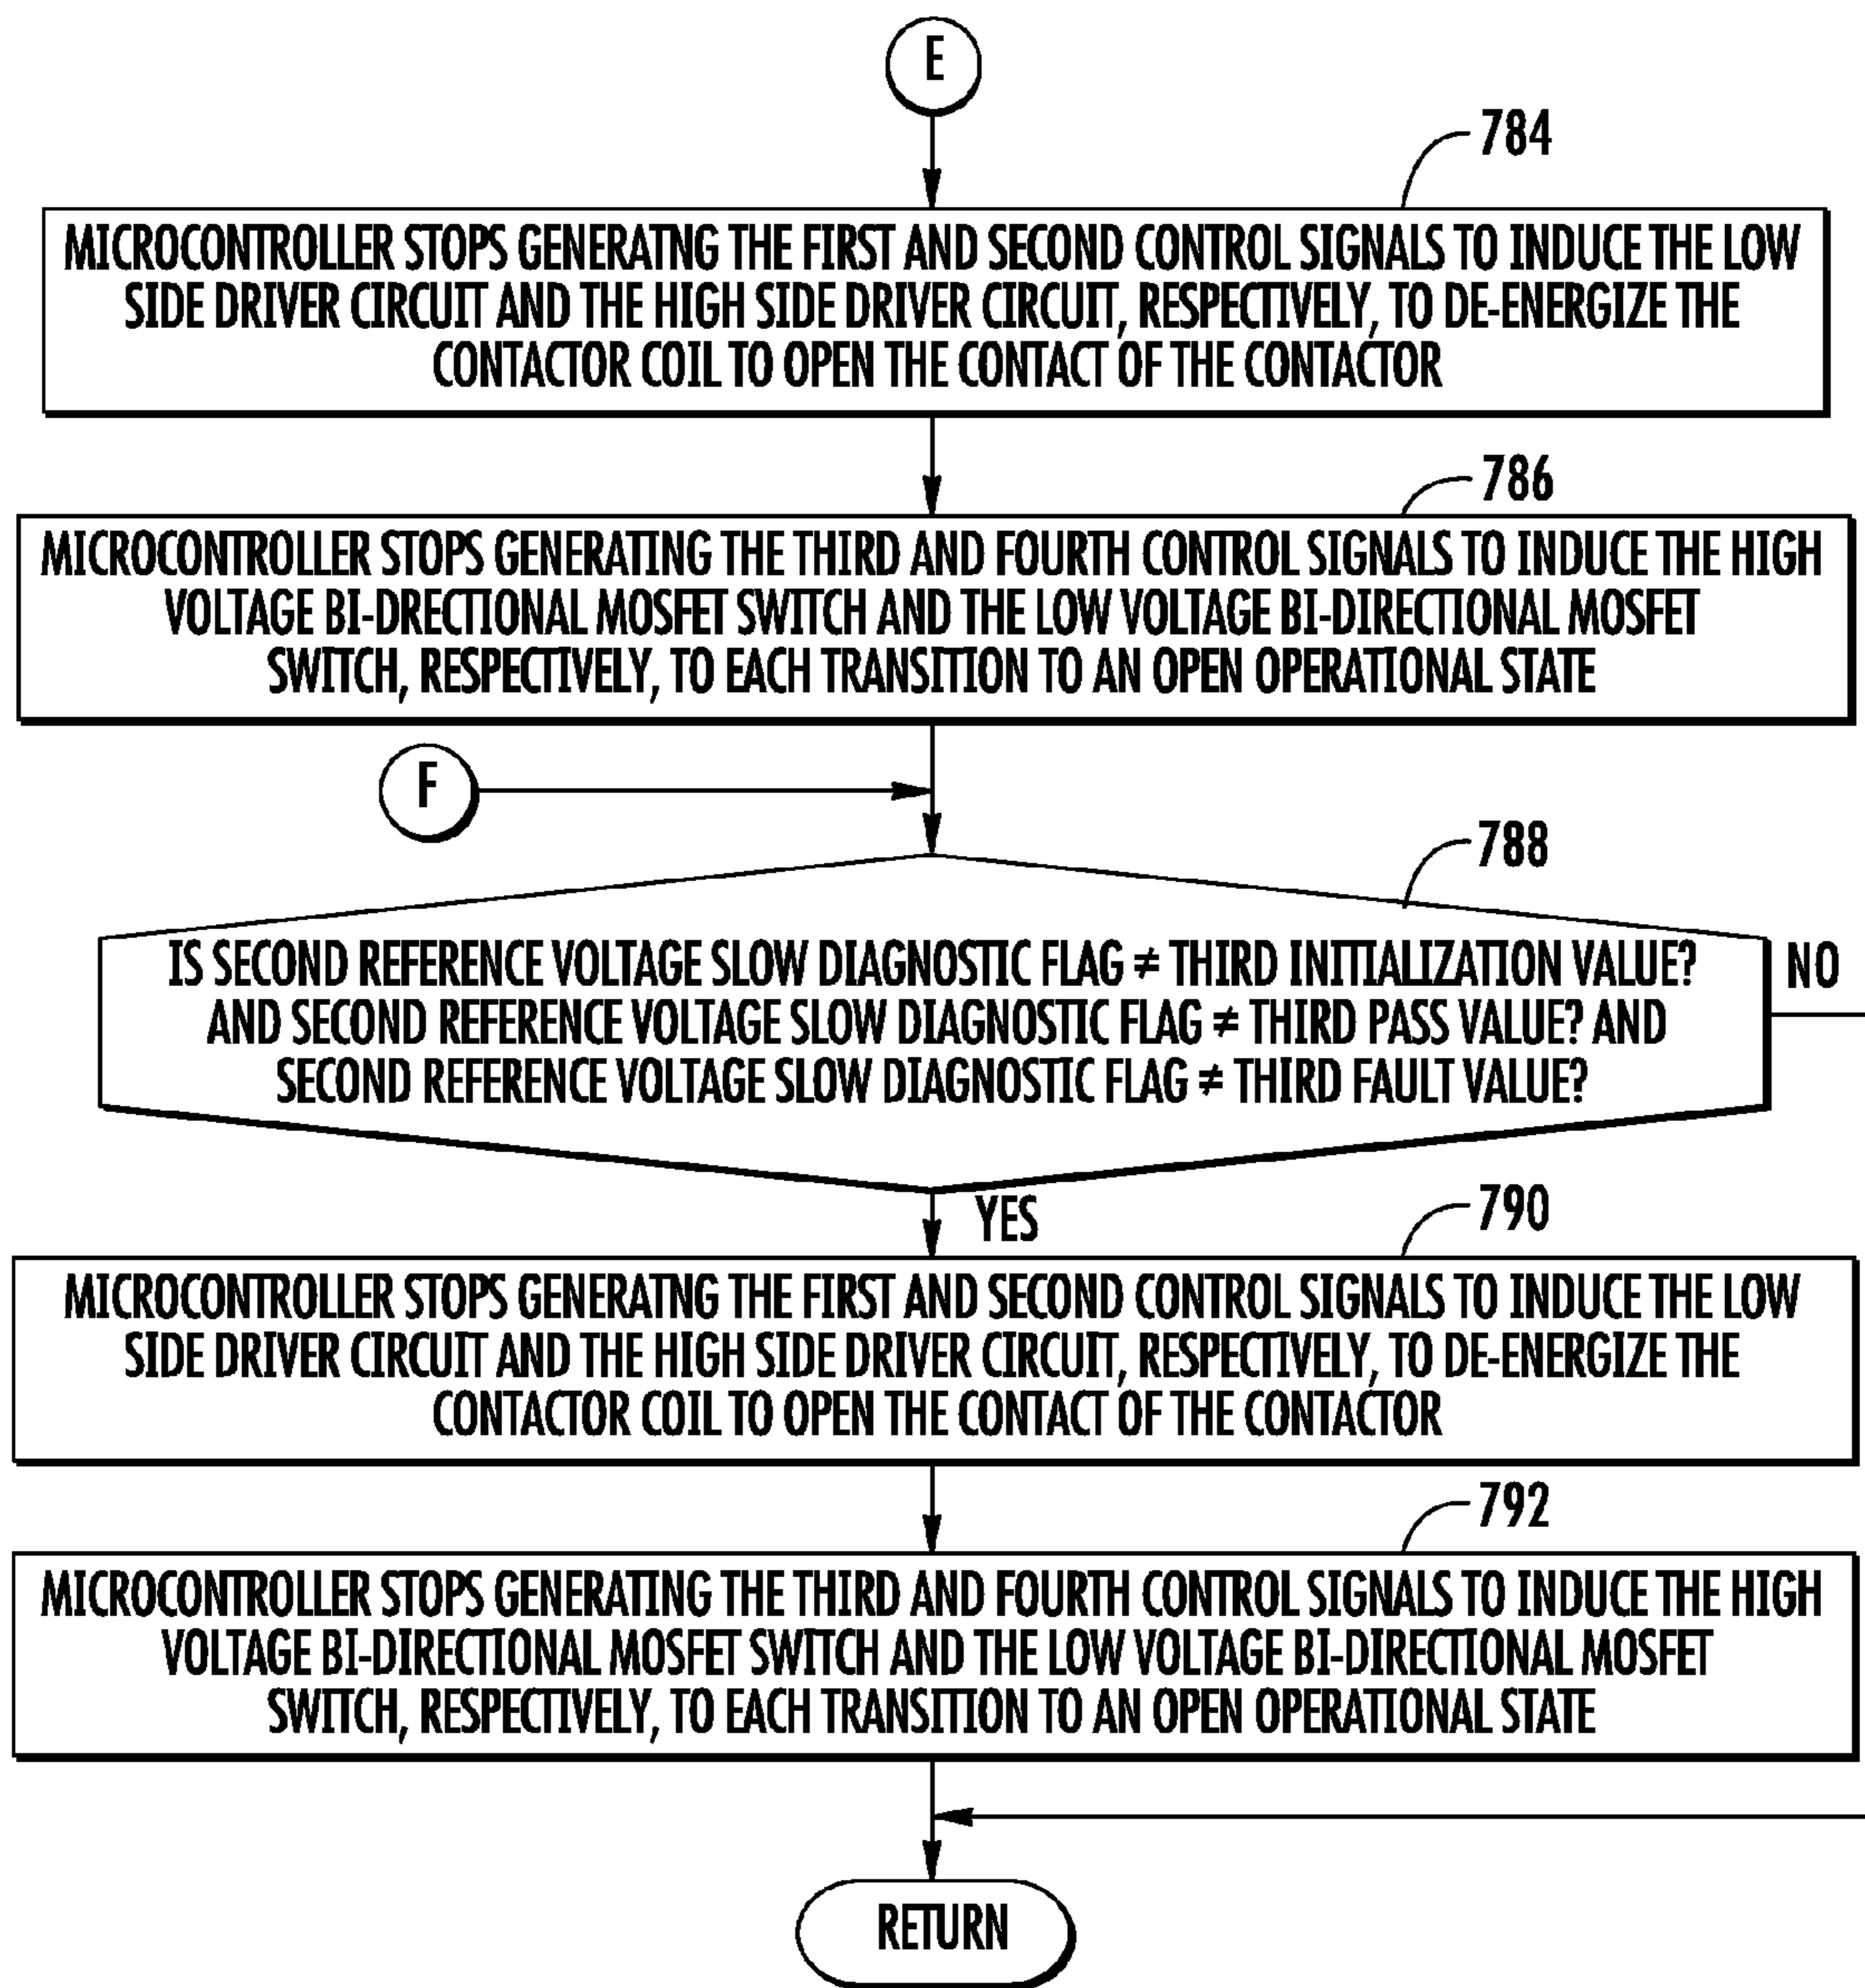 E
784
MICROCONTROLLER STOPS GENERATNG THE FIRST AND SECOND CONTROL SIGNALS TO INDUCE THE LOW
SIDE DRIVER CIRCUIT AND THE HIGH SIDE DRIVER CIRCUIT, RESPECTIVELY, TO DE-ENERGIZE THE
CONTACTOR COIL TO OPEN THE CONTACT OF THE CONTACTOR
786
MICROCONTROLLER STOPS GENERATING THE THIRD AND FOURTH CONTROL SIGNALS TO INDUCE THE HIGH
VOLTAGE BI-DRECTIONAL MOSFET SWITCH AND THE LOW VOLTAGE BI-DIRECTIONAL MOSFET
SWITCH, RESPECTIVELY, TO EACH TRANSITION TO AN OPEN OPERATIONAL STATE
F
788
IS SECOND REFERENCE VOLTAGE SLOW DIAGNOSTIC FLAG ≠ THIRD INITIALIZATION VALUE?
AND SECOND REFERENCE VOLTAGE SLOW DIAGNOSTIC FLAG ≠ THIRD PASS VALUE? AND
SECOND REFERENCE VOLTAGE SLOW DIAGNOSTIC FLAG ≠ THIRD FAULT VALUE?
NO
YES
790
MICROCONTROLLER STOPS GENERATNG THE FIRST AND SECOND CONTROL SIGNALS TO INDUCE THE LOW
SIDE DRIVER CIRCUIT AND THE HIGH SIDE DRIVER CIRCUIT, RESPECTIVELY, TO DE-ENERGIZE THE
CONTACTOR COIL TO OPEN THE CONTACT OF THE CONTACTOR
792
MICROCONTROLLER STOPS GENERATING THE THIRD AND FOURTH CONTROL SIGNALS TO INDUCE THE HIGH
VOLTAGE BI-DIRECTIONAL MOSFET SWITCH AND THE LOW VOLTAGE BI-DIRECTIONAL MOSFET
SWITCH, RESPECTIVELY, TO EACH TRANSITION TO AN OPEN OPERATIONAL STATE
RETURN